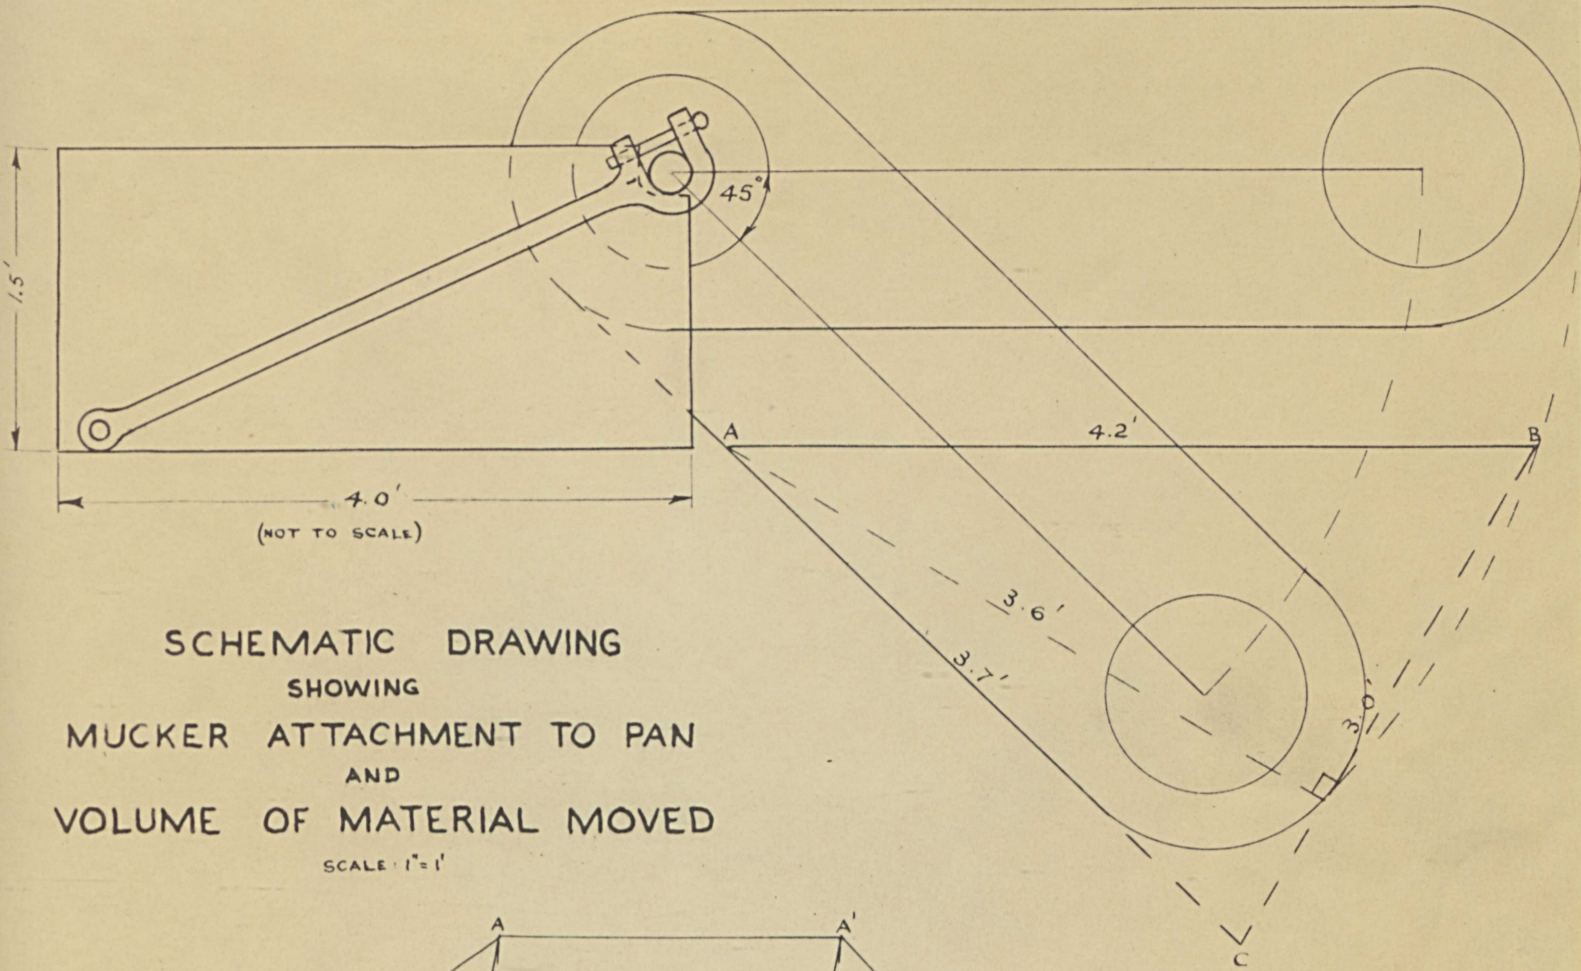 45°
1.5'
A
4.2'
B
4.0'
(NOT TO SCALE)
3.6'
3.7'
3.0'
SCHEMATIC DRAWING
SHOWING
MUCKER ATTACHMENT TO PAN
AND
VOLUME OF MATERIAL MOVED
SCALE: 1"=1'
A
A'
C